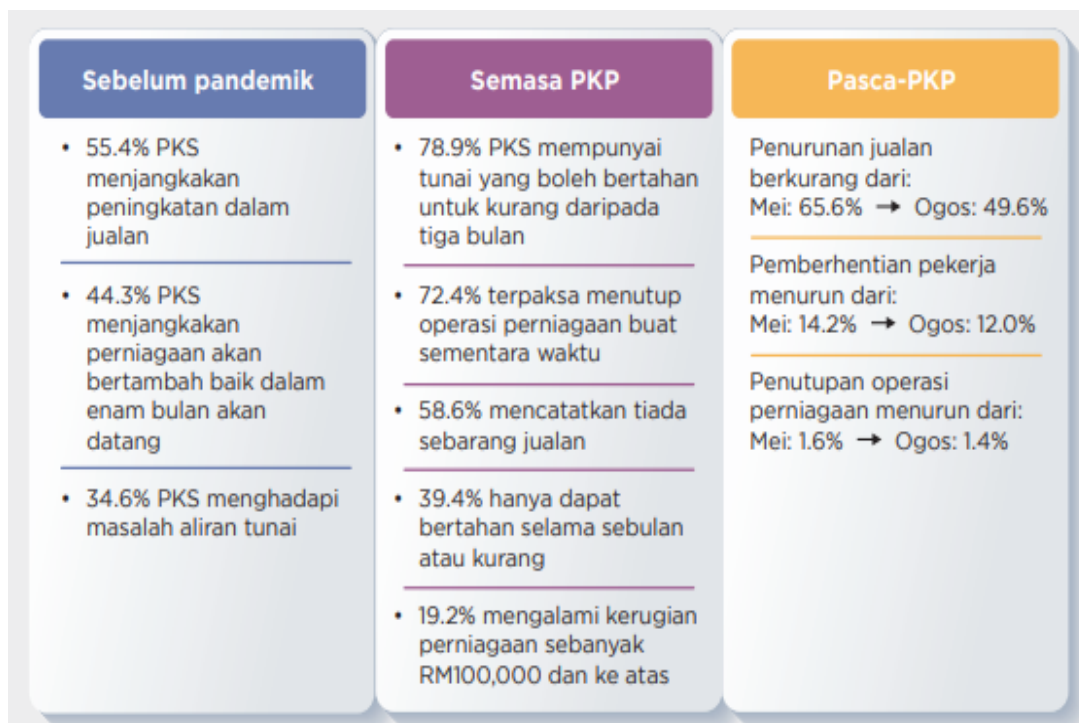 Sebelum pandemik
• 55.4% PKS
menjangkakan
peningkatan dalam
jualan
• 44.3% PKS
menjangkakan
perniagaan akan
bertambah baik dalam
enam bulan akan
datang
• 34.6% PKS menghadapi
masalah aliran tunai
Semasa PKP
• 78.9% PKS mempunyai
tunai yang boleh bertahan
untuk kurang daripada
tiga bulan
• 72.4% terpaksa menutup
operasi perniagaan buat
sementara waktu
• 58.6% mencatatkan tiada
sebarang jualan
• 39.4% hanya dapat
bertahan selama sebulan
atau kurang
• 19.2% mengalami kerugian
perniagaan sebanyak
RM100,000 dan ke atas
Pasca-PKP
Penurunan jualan
berkurang dari:
Mei: 65.6% → Ogos: 49.6%
Pemberhentian pekerja
menurun dari:
Mei: 14.2% → Ogos: 12.0%
Penutupan operasi
perniagaan menurun dari:
Mei: 1.6% → Ogos: 1.4%